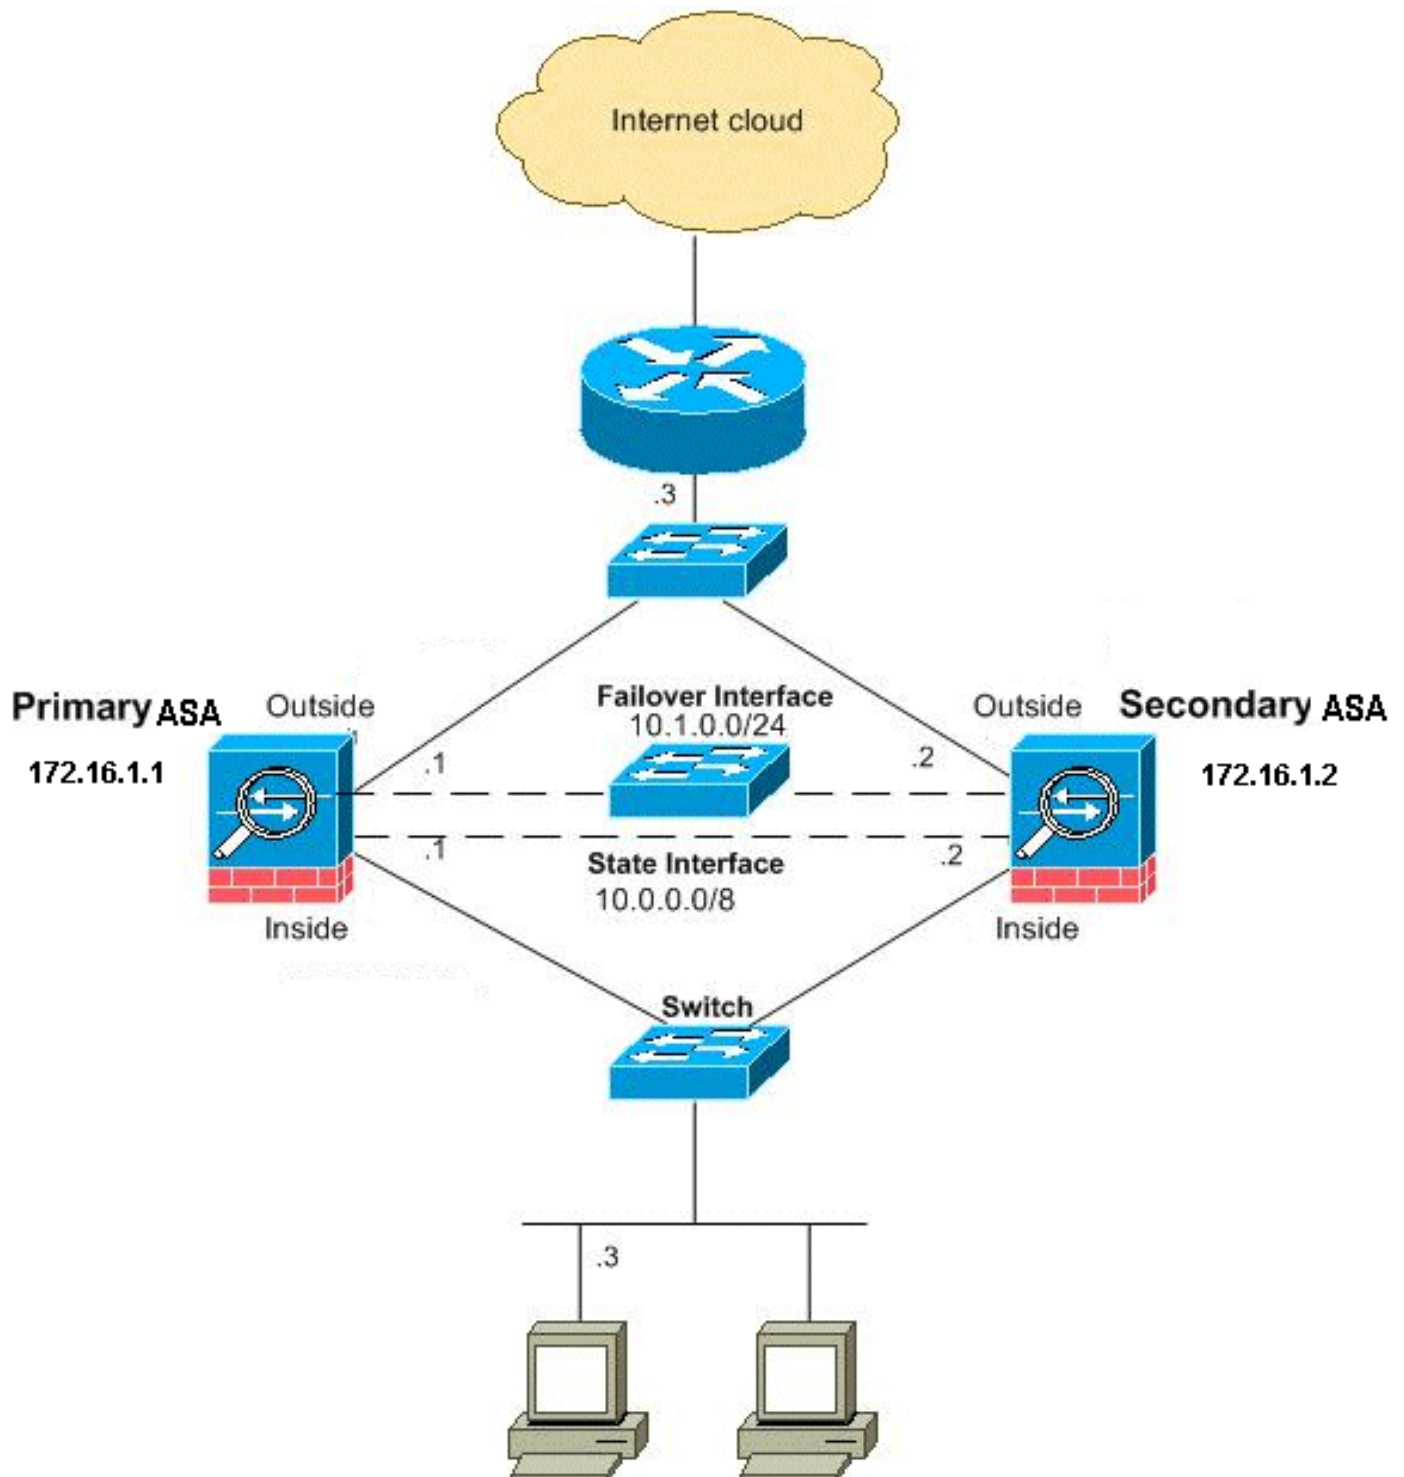 Internet cloud
.3
Failover Interface
10.1.0.0/24
Primary ASA
172.16.1.1
Outside
.1
.2
Outside
Secondary ASA
172.16.1.2
.1
.2
State Interface
10.0.0.0/8
Inside
Inside
Switch
.3